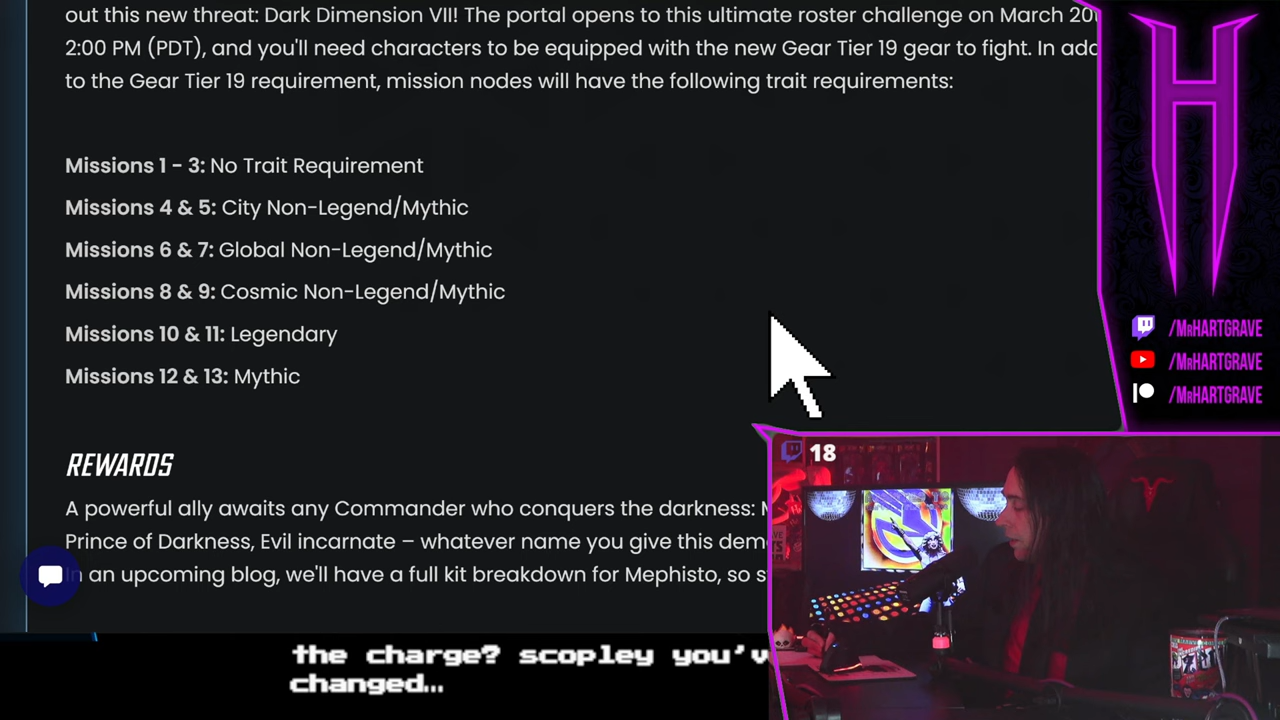 out this new threat: Dark Dimension VII! The portal opens to this ultimate roster challenge on March
2:00 PM (PDT), and you'll need characters to be equipped with the new Gear Tier 19 gear to fight. In
to the Gear Tier 19 requirement, mission nodes will have the following trait requirements:
Missions 1 - 3: No Trait Requirement
Missions 4 & 5: City Non-Legend/Mythic
Missions 6 & 7: Global Non-Legend/Mythic
Missions 8 & 9: Cosmic Non-Legend/Mythic
Missions 10 & 11: Legendary
Missions 12 & 13: Mythic
REWARDS
A powerful ally awaits any Commander who conquers the darkness:
Prince of Darkness, Evil incarnate – whatever name you give this
In an upcoming blog, we'll have a full kit breakdown for Mephisto, so
the charge? scopley you'v
changed...
H
/MRHARTGRAVE
/MRHARTGRAVE
/MRHARTGRAVE
18